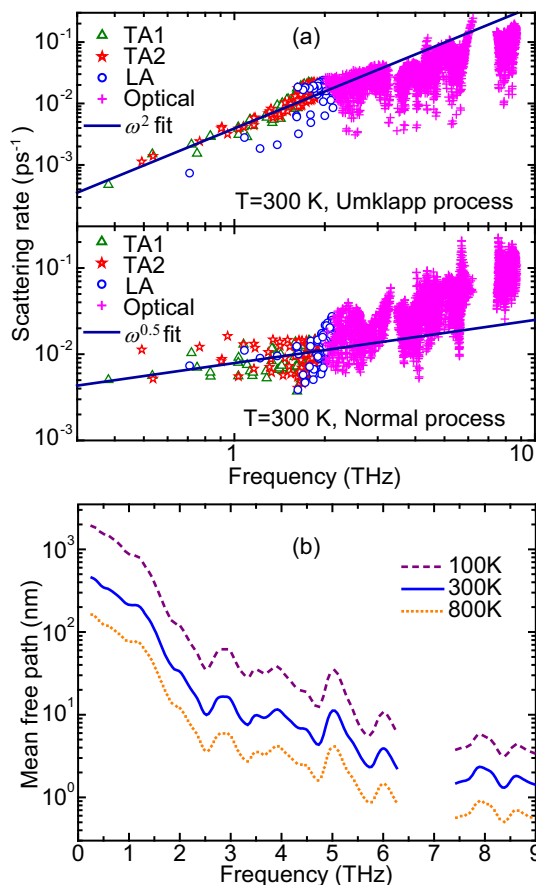 (a)
TA1
TA2
LA
Optical
ω² fit
T=300 K, Umklapp process
10⁻¹
10⁻²
10⁻³
Scattering rate (ps⁻¹)
TA1
TA2
LA
Optical
ω⁰·⁵ fit
T=300 K, Normal process
10⁻¹
10⁻²
10⁻³
1
10
Frequency (THz)
(b)
100K
300K
800K
10³
10²
10¹
10⁰
Mean free path (nm)
0 1 2 3 4 5 6 7 8 9
Frequency (THz)